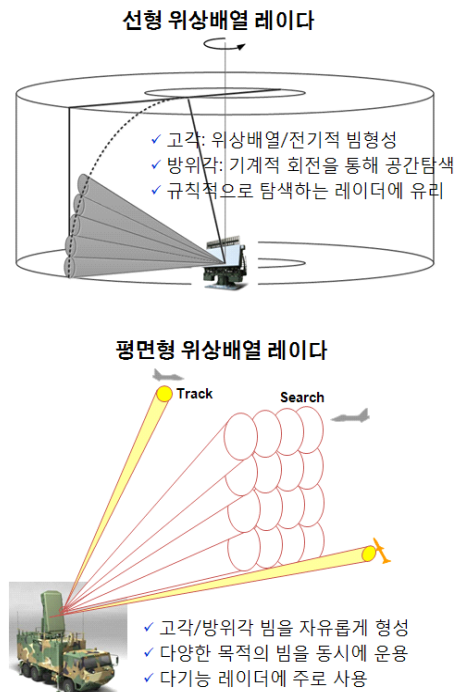 선형 위상배열 레이다
✓ 고각: 위상배열/전기적 빔형성
✓ 방위각: 기계적 회전을 통해 공간탐색
✓ 규칙적으로 탐색하는 레이더에 유리
평면형 위상배열 레이다
Track
Search
✓ 고각/방위각 빔을 자유롭게 형성
✓ 다양한 목적의 빔을 동시에 운용
✓ 다기능 레이더에 주로 사용